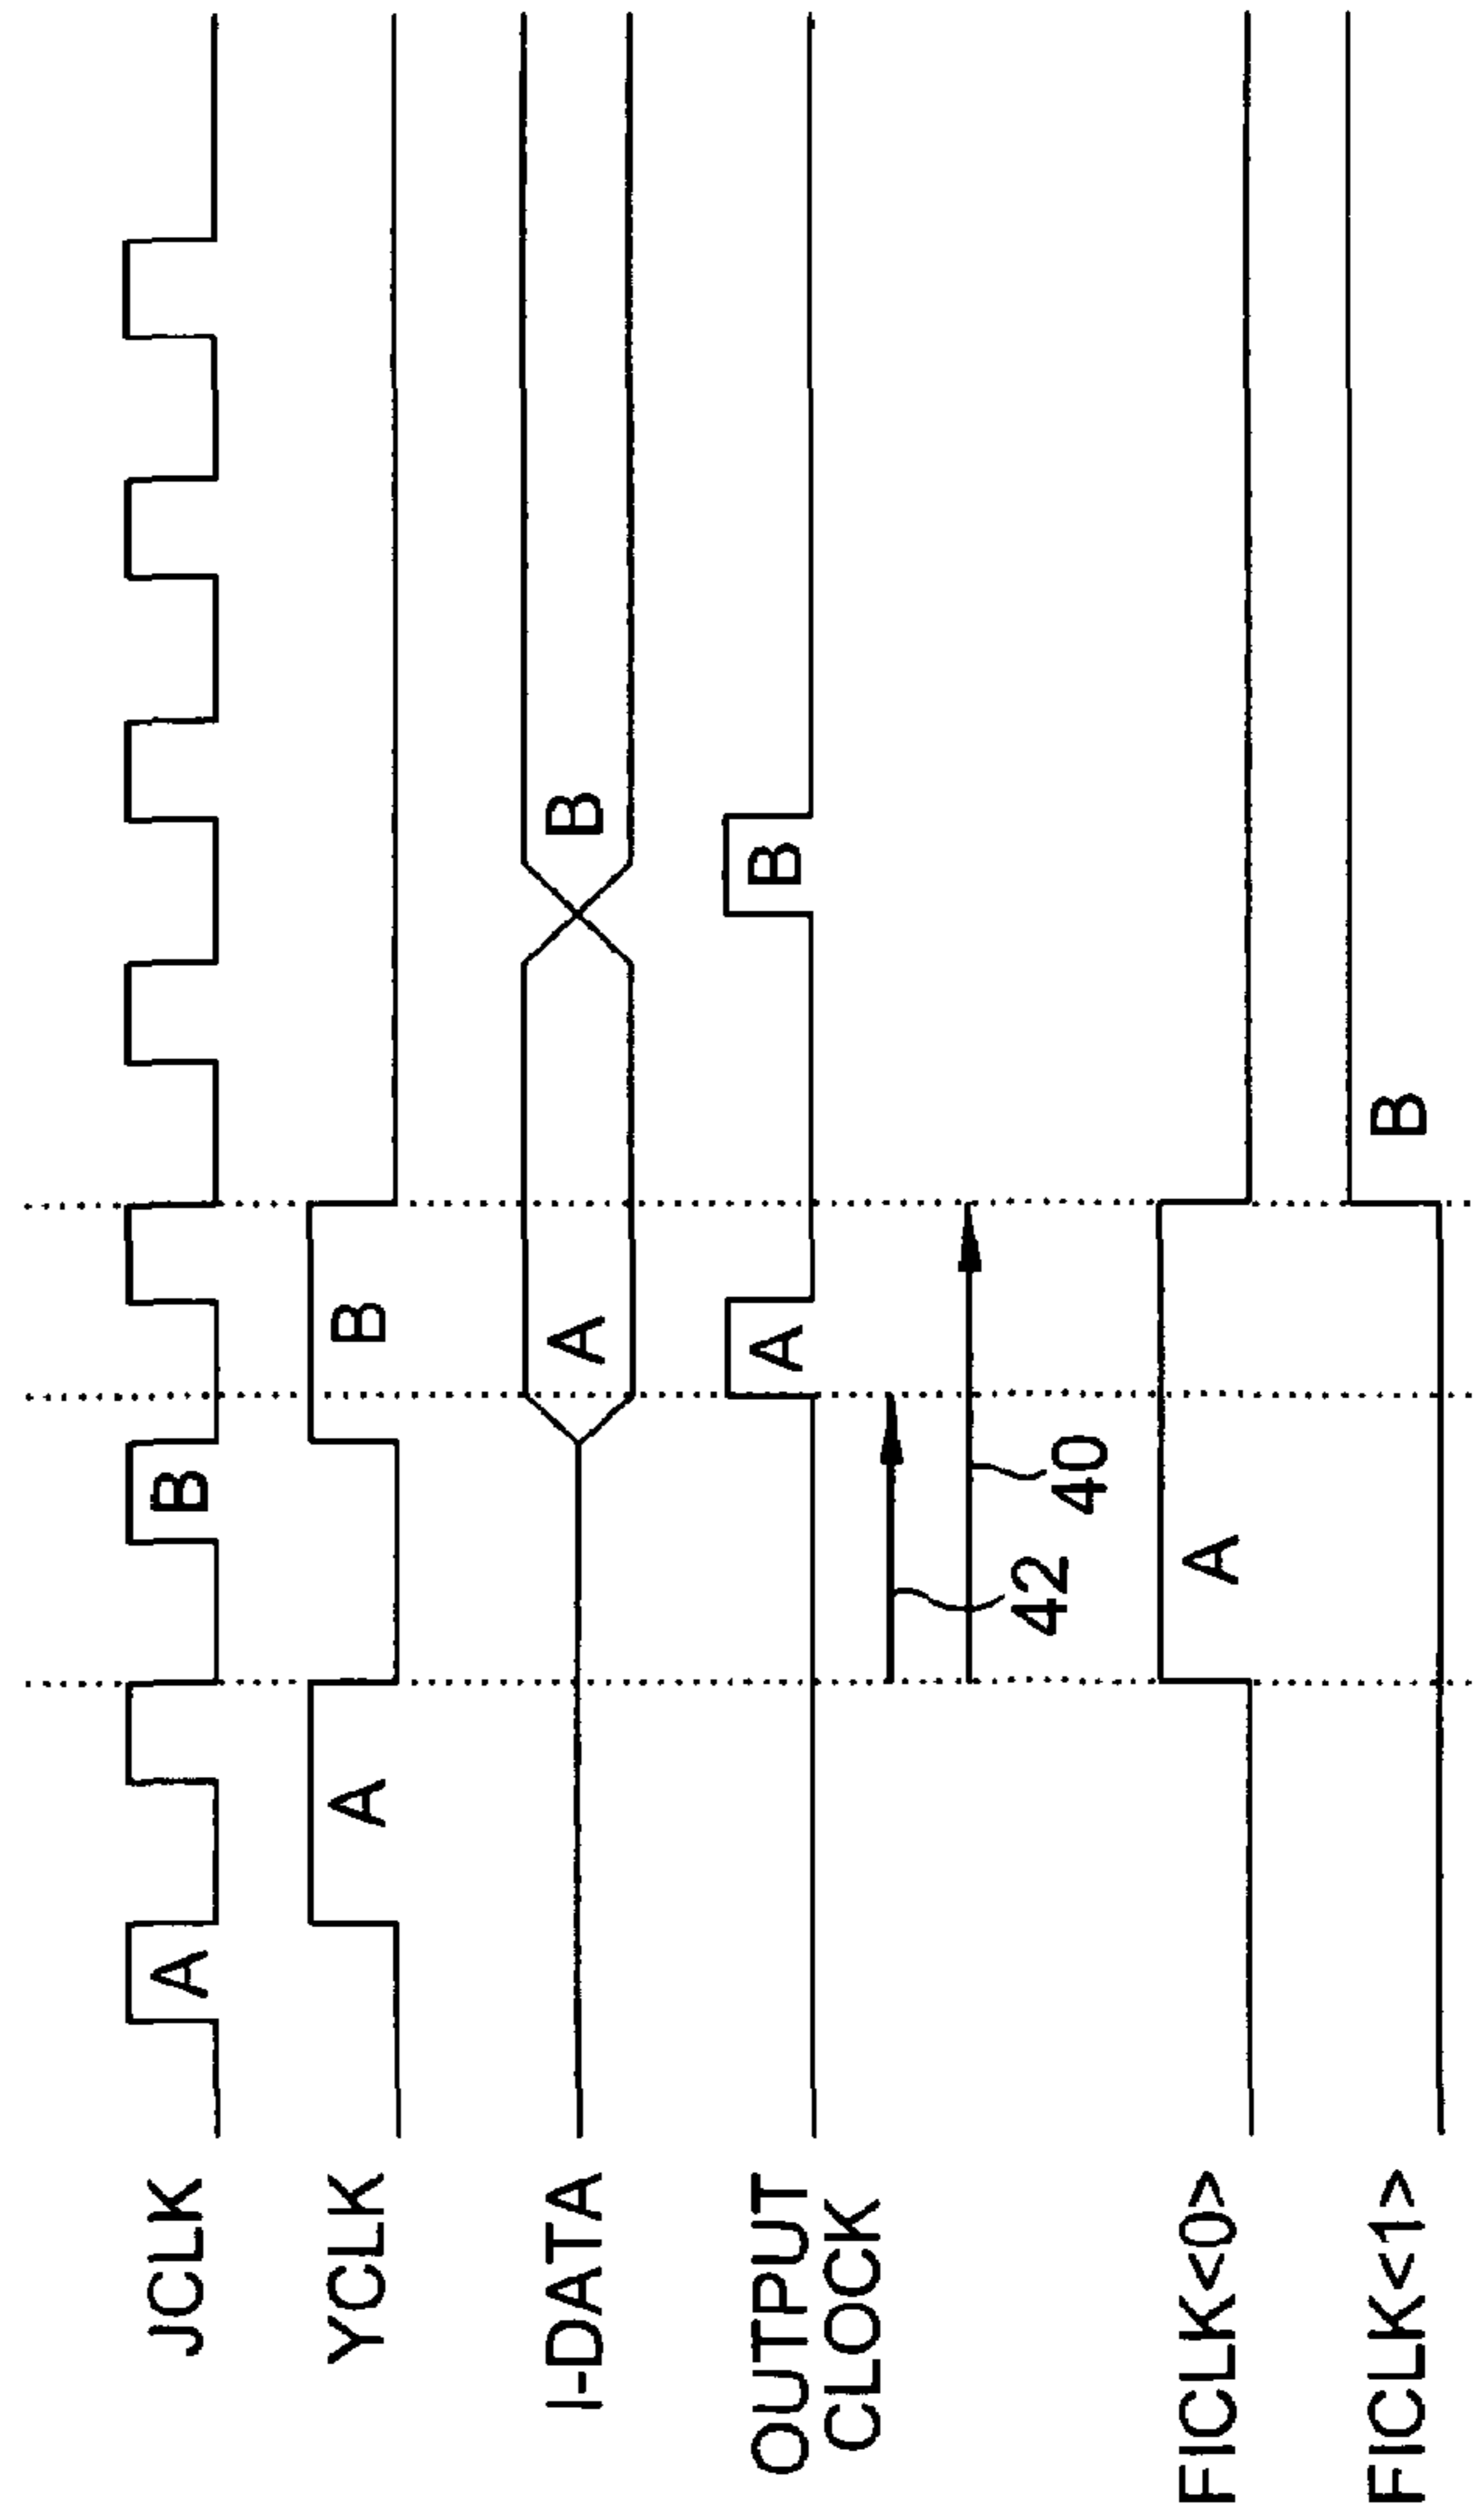 JCLK
A
B
YCLK
A
B
I-DATA
A
B
OUTPUT
CLOCK
A
B
42
40
FICLK<0>
A
FICLK<1>
B